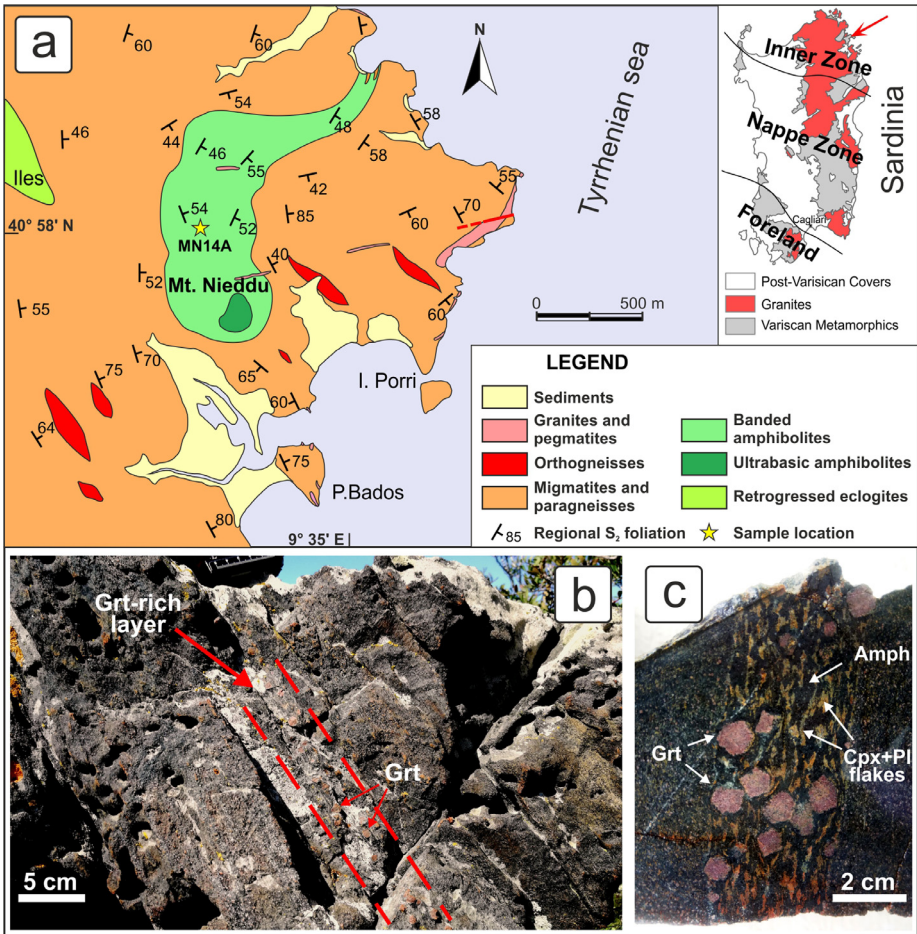 a
60
60
N
54
58
44
48
46
46
58
55
Iles
42
55
54
85
70
52
60
40° 58' N
MN14A
40
52
Mt. Nieddu
55
60
0
500 m
70
65
75
I. Porri
60
64
75
P.Bados
80
9° 35' E
Tyrrhenian sea
Inner Zone
Nappe Zone
Sardinia
Cagliari
Foreland
Post-Varisican Covers
Granites
Variscan Metamorphics
LEGEND
Sediments
Granites and
pegmatites
Orthogneisses
Migmatites and
paragneisses
Banded
amphibolites
Ultrabasic amphibolites
Retrogressed eclogites
85 Regional S₂ foliation
Sample location
b
Grt-rich
layer
Grt
5 cm
c
Amph
Grt
Cpx+Pl
flakes
2 cm